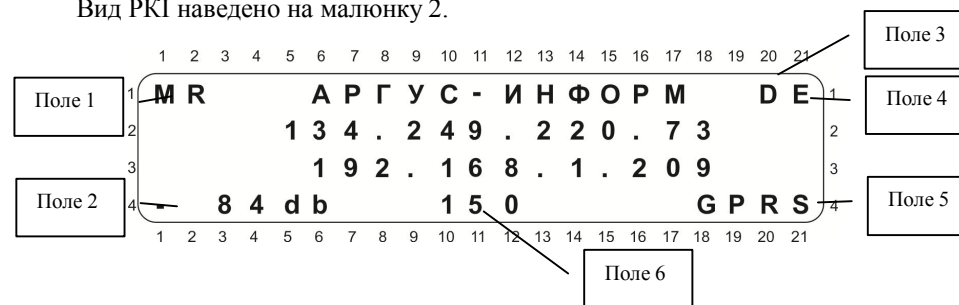 Вид РКІ наведено на малюнку 2.
Поле 3
1 2 3 4 5 6 7 8 9 10 11 12 13 14 15 16 17 18 19 20 21
Поле 1 1 MR АРГУС-ИНФОРМ DE 1 Поле 4
2 134.249.220.73 2
3 192.168.1.209 3
Поле 2 4 - 84db 150 GPRS 4 Поле 5
1 2 3 4 5 6 7 8 9 10 11 12 13 14 15 16 17 18 19 20 21
Поле 6